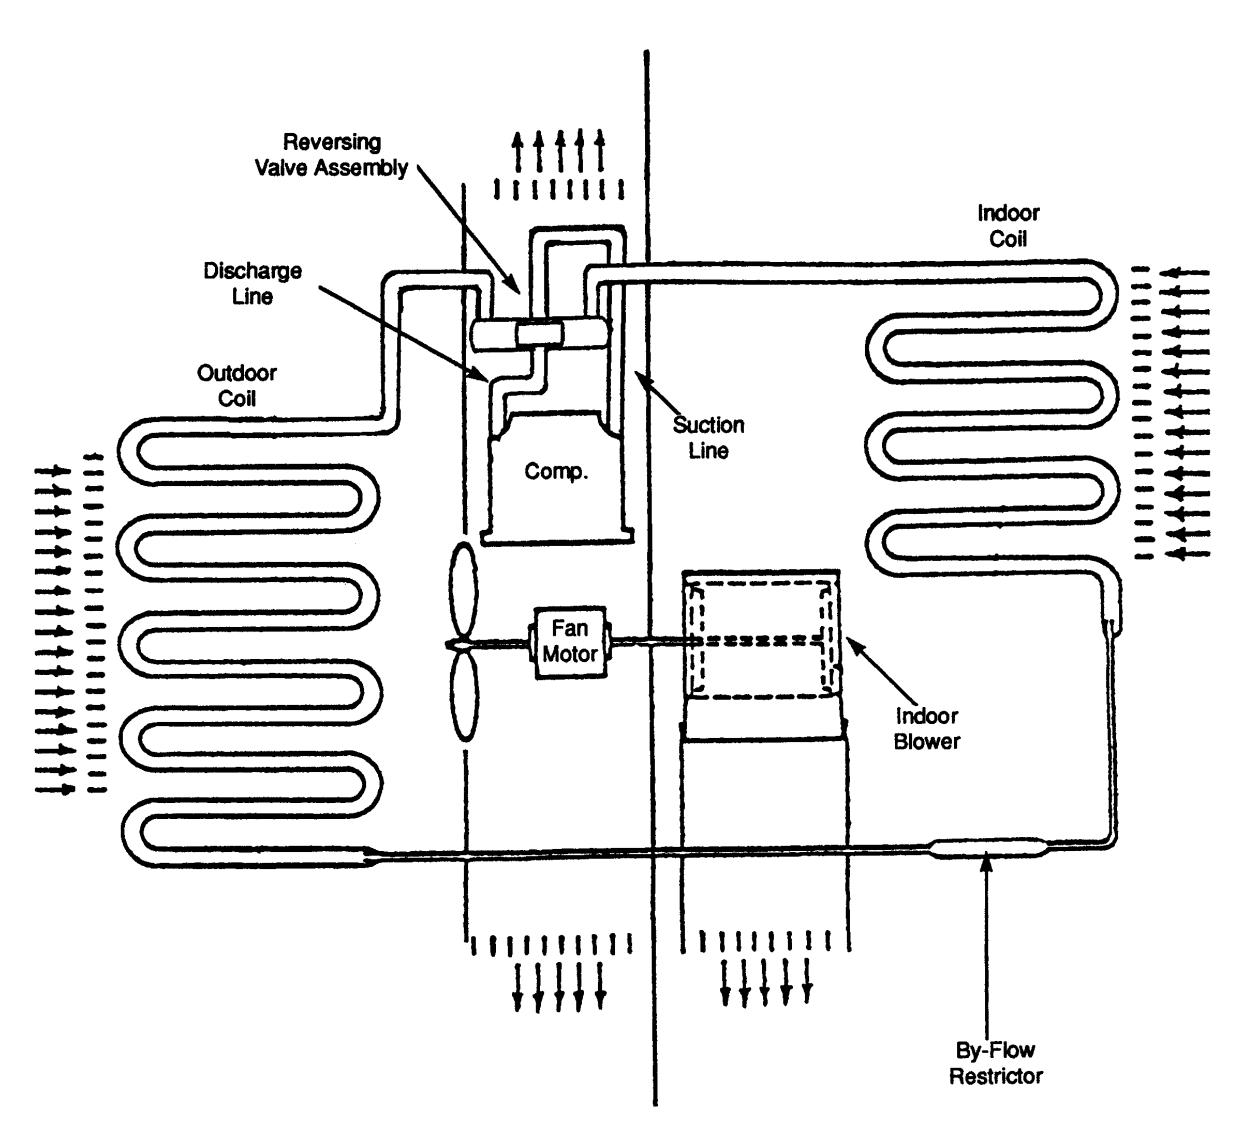 Reversing
Valve Assembly
Indoor
Coil
Discharge
Line
Outdoor
Coil
Suction
Line
Comp.
Fan
Motor
Indoor
Blower
By-Flow
Restrictor